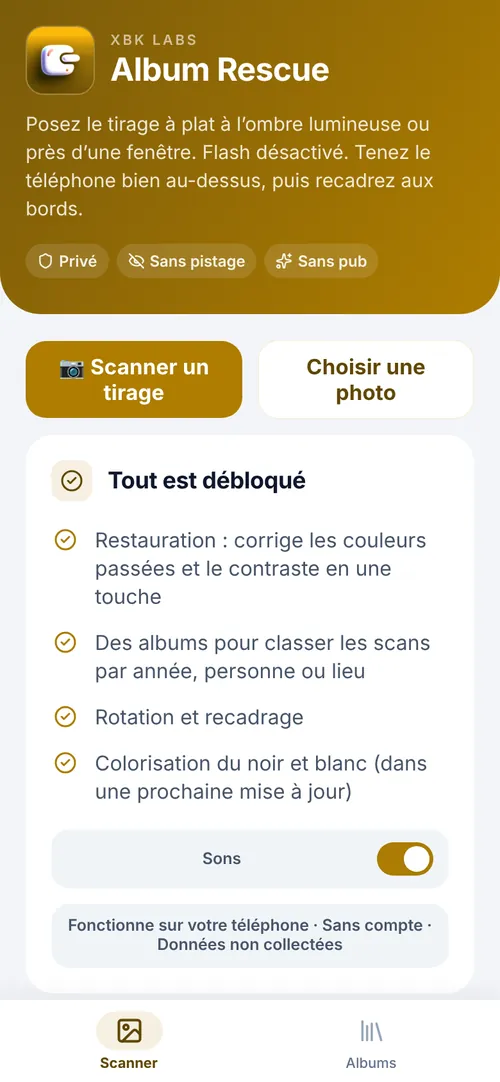 XBK LABS
Album Rescue
Posez le tirage à plat à l’ombre lumineuse ou
près d’une fenêtre. Flash désactivé. Tenez le
téléphone bien au-dessus, puis recadrez aux
bords.
Privé
Sans pistage
Sans pub
📷 Scanner un
tirage
Choisir une
photo
Tout est débloqué
Restauration : corrige les couleurs
passées et le contraste en une
touche
Des albums pour classer les scans
par année, personne ou lieu
Rotation et recadrage
Colorisation du noir et blanc (dans
une prochaine mise à jour)
Sons
Fonctionne sur votre téléphone · Sans compte ·
Données non collectées
Scanner
Albums